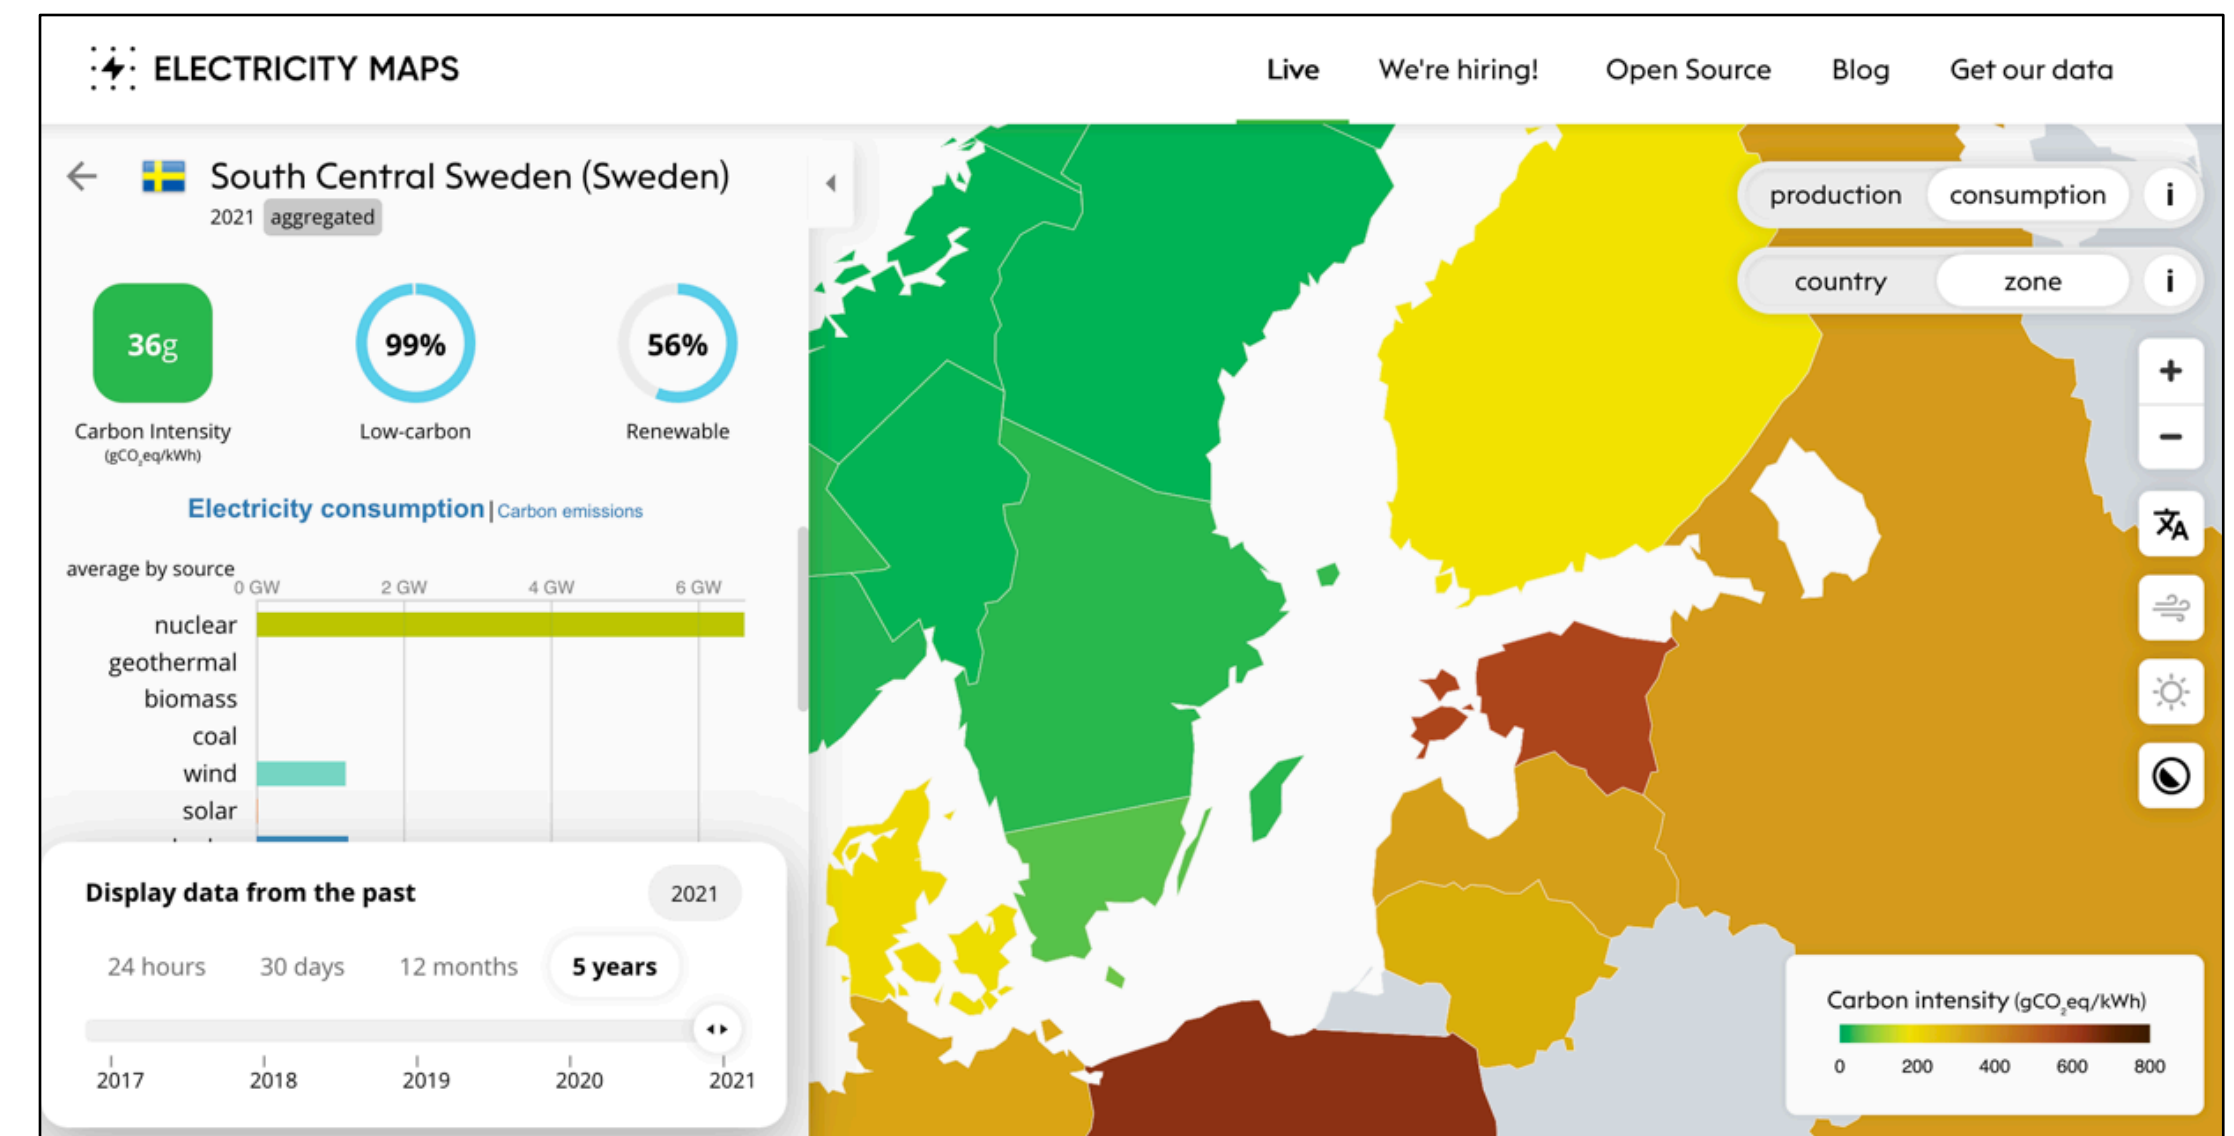 ELECTRICITY MAPS
Live We're hiring! Open Source Blog Get our data
South Central Sweden (Sweden)
2021 aggregated
36g
99%
56%
Carbon Intensity
(gCO₂eq/kWh)
Low-carbon
Renewable
Electricity consumption|Carbon emissions
average by source
0 GW 2 GW 4 GW 6 GW
nuclear
geothermal
biomass
coal
wind
solar
Display data from the past 2021
24 hours 30 days 12 months 5 years
2017 2018 2019 2020 2021
production consumption i
country zone i
+
−
文A
Carbon intensity (gCO₂eq/kWh)
0 200 400 600 800